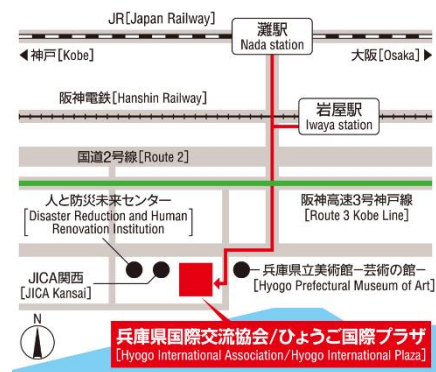 JR[Japan Railway]
灘駅
Nada station
神戸[Kobe]
大阪[Osaka]
阪神電鉄[Hanshin Railway]
岩屋駅
Iwaya station
国道2号線[Route 2]
人と防災未来センター
[Disaster Reduction and Human
Renovation Institution]
阪神高速3号神戸線
[Route 3 Kobe Line]
JICA関西
[JICA Kansai]
兵庫県立美術館−芸術の館−
[Hyogo Prefectural Museum of Art]
N
兵庫県国際交流協会/ひょうご国際プラザ
[Hyogo International Association/Hyogo International Plaza]